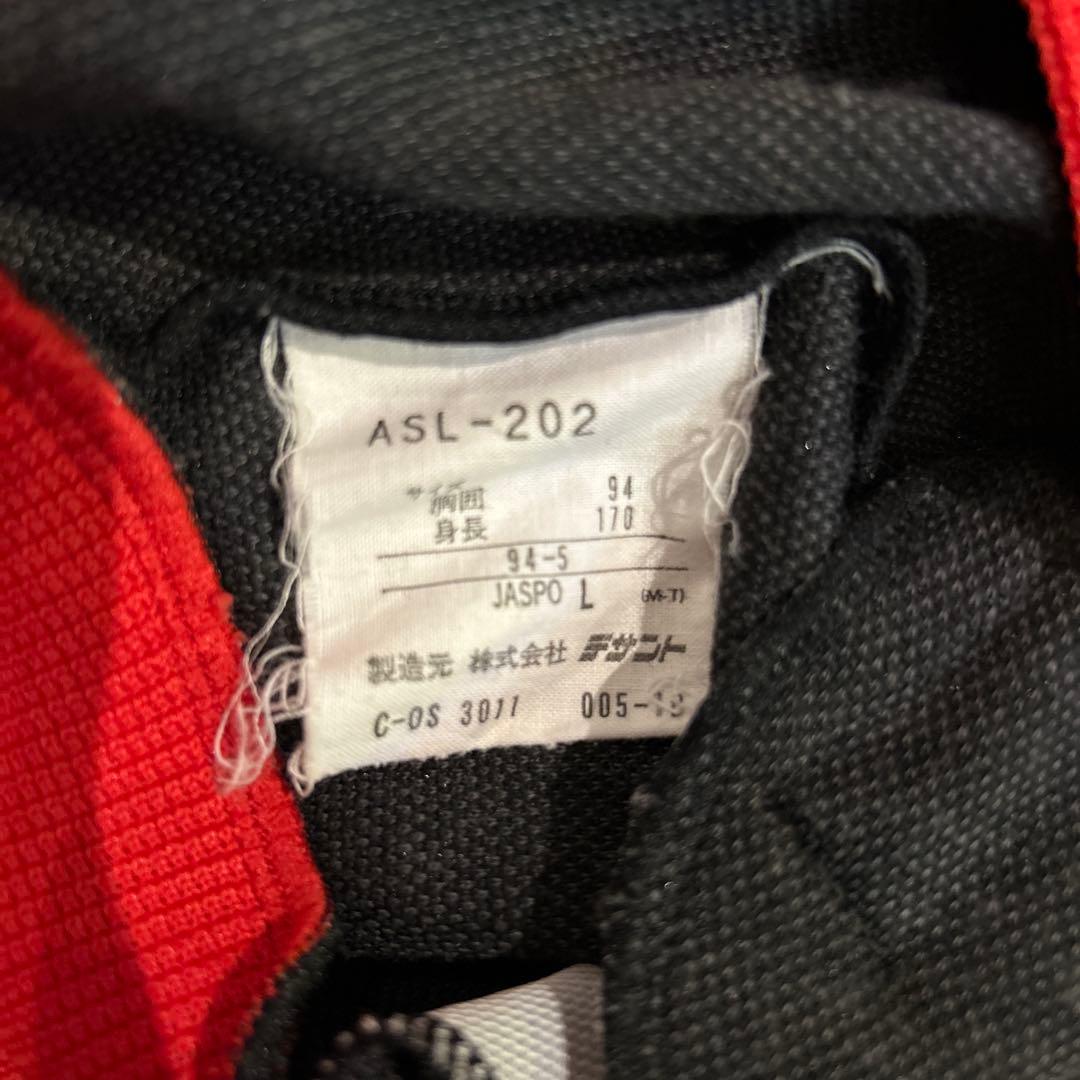 ASL-202
サイズ
胸囲 94
身長 170
94-5
JASPO L (M-T)
製造元 株式会社 デサント
C-OS 3011 005-